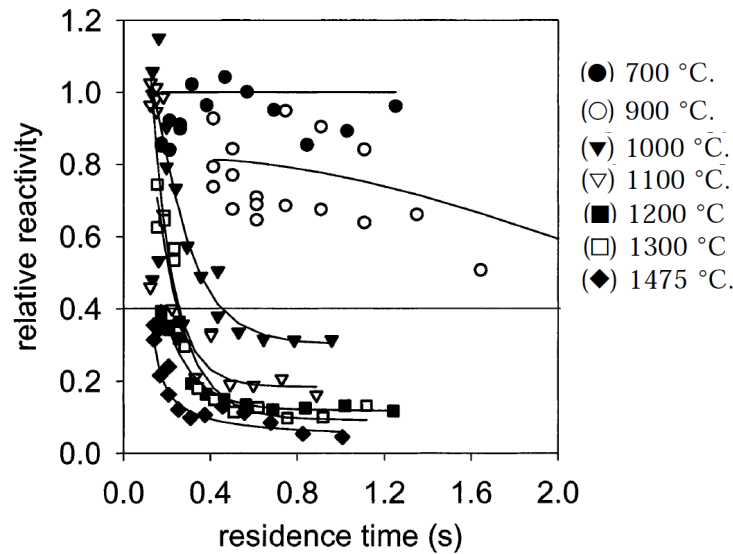 1.2
1.0
0.8
0.6
0.4
0.2
0.0
relative reactivity
0.0 0.4 0.8 1.2 1.6 2.0
residence time (s)
(●) 700 °C.
(○) 900 °C.
(▼) 1000 °C.
(▽) 1100 °C.
(■) 1200 °C
(□) 1300 °C
(◆) 1475 °C.